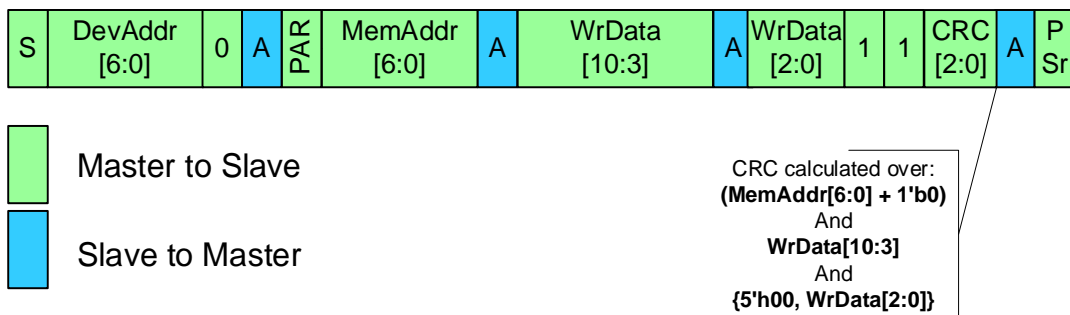 S DevAddr [6:0] 0 A PAR MemAddr [6:0] A WrData [10:3] A WrData [2:0] 1 1 CRC [2:0] A P Sr
Master to Slave
Slave to Master
CRC calculated over:
(MemAddr[6:0] + 1'b0)
And
WrData[10:3]
And
{5'h00, WrData[2:0]}